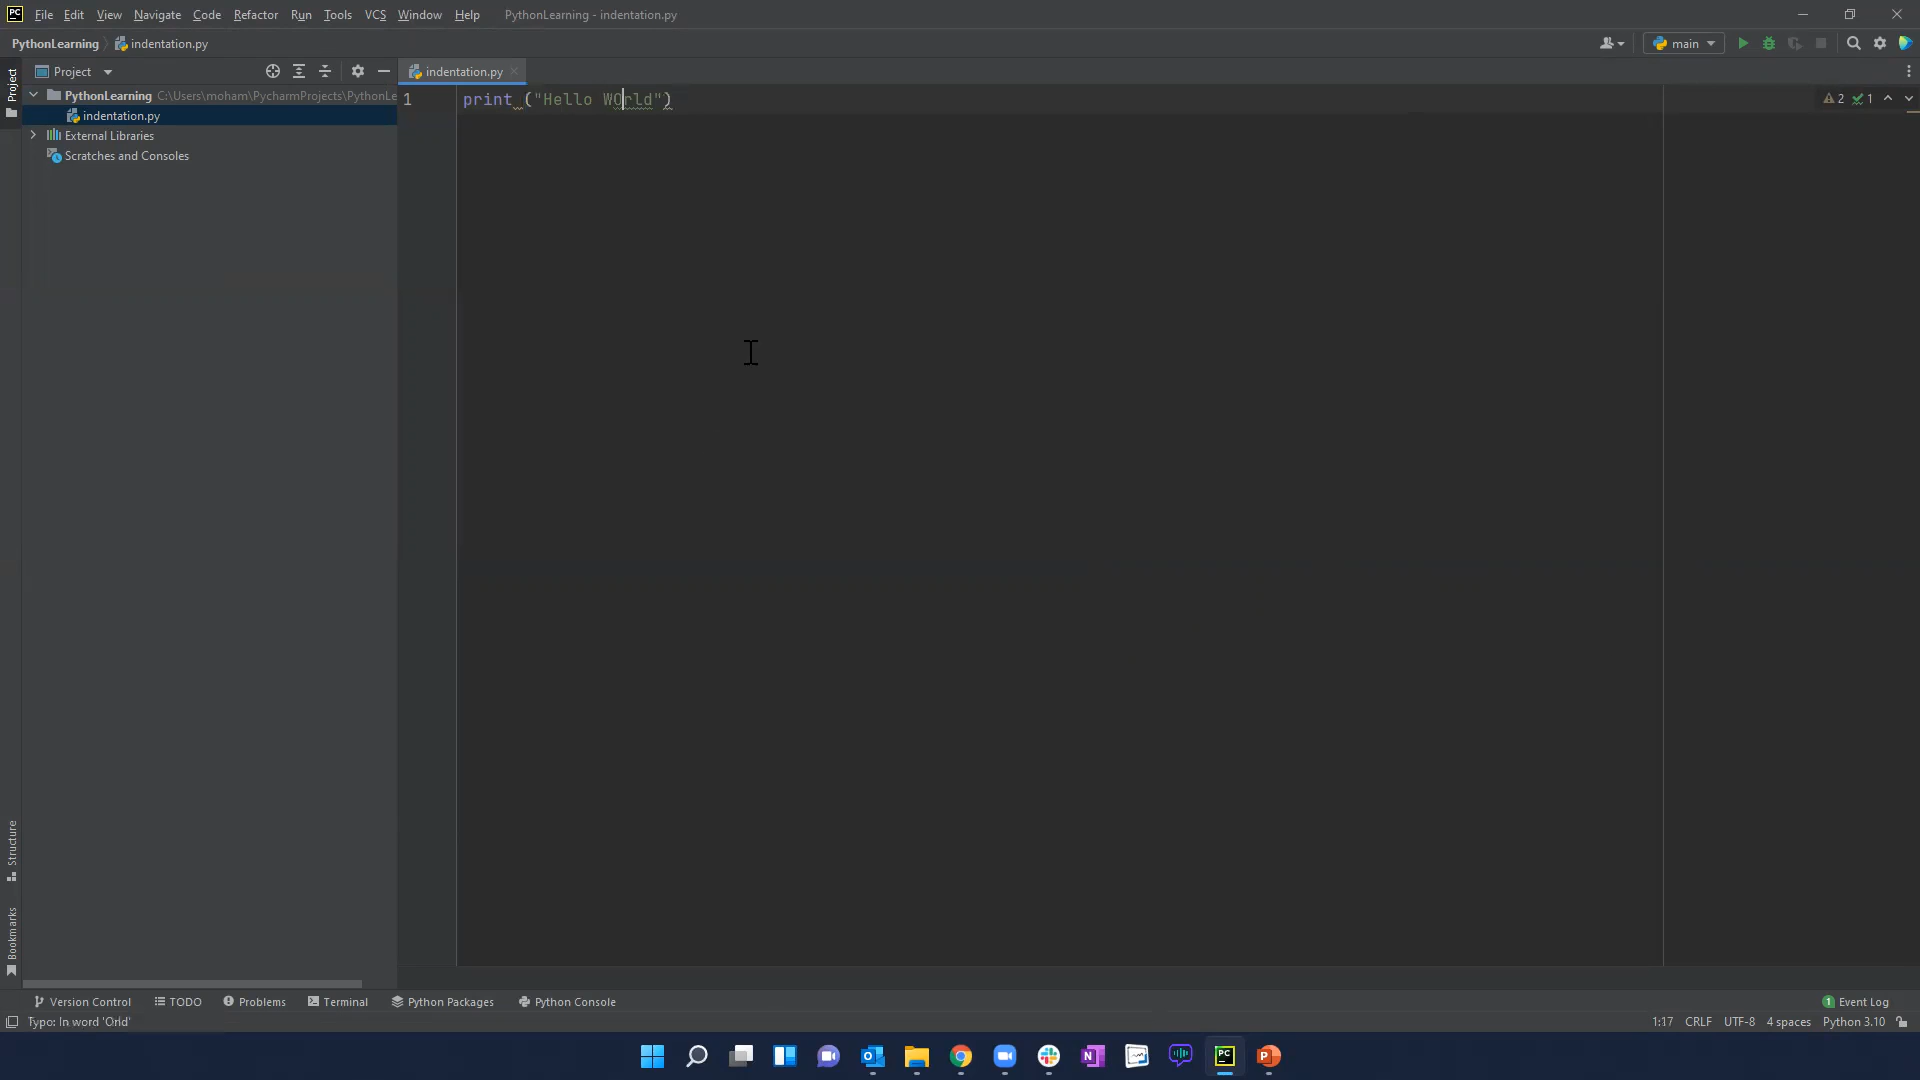 PC File Edit View Navigate Code Refactor Run Tools VCS Window Help PythonLearning - indentation.py
PythonLearning indentation.py main
Project Project indentation.py
PythonLearning C:\Users\moham\PycharmProjects\PythonLe
1 print ("Hello WOrld") 2 1
indentation.py
External Libraries
Scratches and Consoles
Structure
Bookmarks
Version Control TODO Problems Terminal Python Packages Python Console 1 Event Log
Typo: In word 'Orld' 1:17 CRLF UTF-8 4 spaces Python 3.10
N PC P